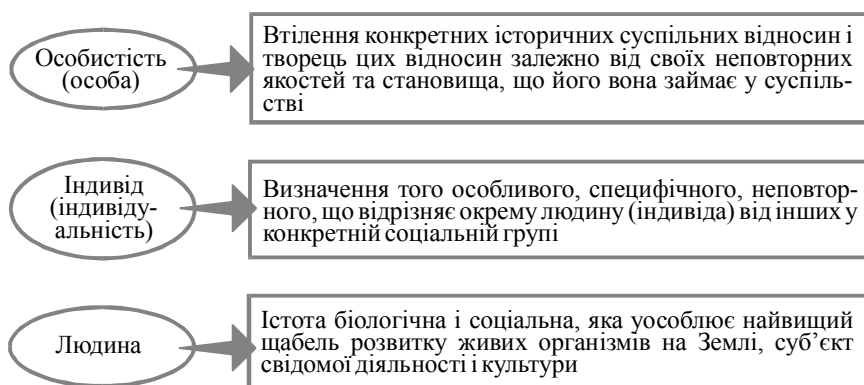 Особистість
(особа)
Втілення конкретних історичних суспільних відносин і
творець цих відносин залежно від своїх неповторних
якостей та становища, що його вона займає у суспіль-
стві
Індивід
(індивіду-
альність)
Визначення того особливого, специфічного, неповтор-
ного, що відрізняє окрему людину (індивіда) від інших у
конкретній соціальній групі
Людина
Істота біологічна і соціальна, яка уособлює найвищий
щабель розвитку живих організмів на Землі, суб’єкт
свідомої діяльності і культури